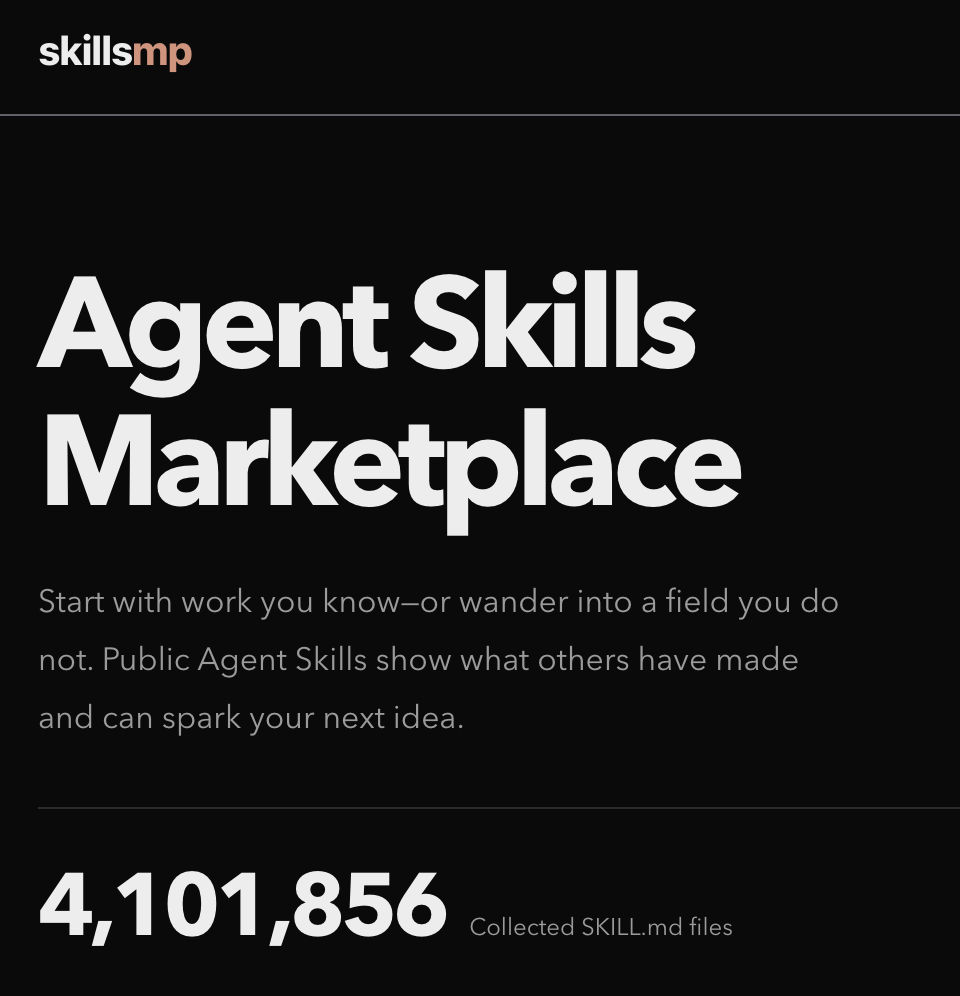 skillsmp
Agent Skills
Marketplace
Start with work you know—or wander into a field you do
not. Public Agent Skills show what others have made
and can spark your next idea.
4,101,856 Collected SKILL.md files